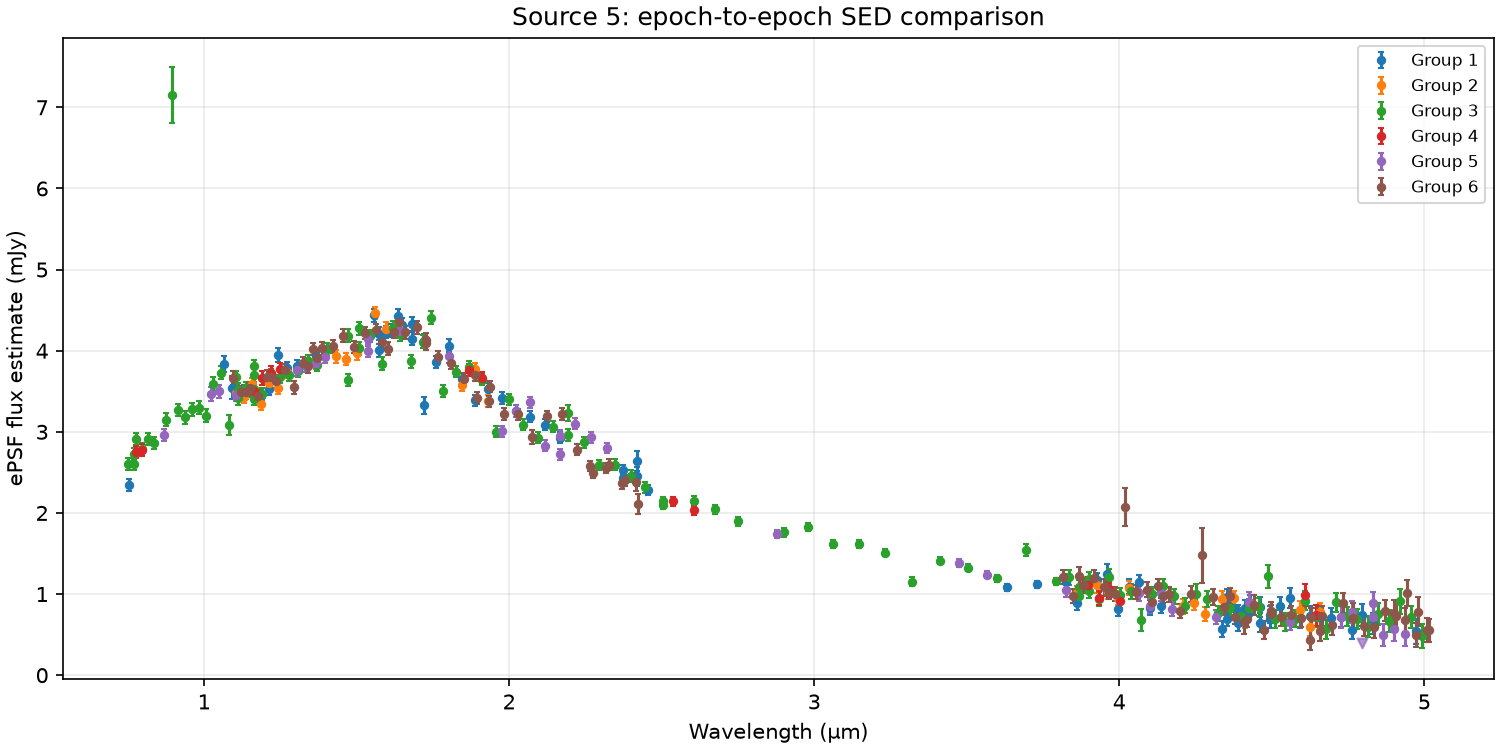 Source 5: epoch-to-epoch SED comparison
ePSF flux estimate (mJy)
7
6
5
4
3
2
1
0
1 2 3 4 5
Wavelength (μm)
Group 1
Group 2
Group 3
Group 4
Group 5
Group 6